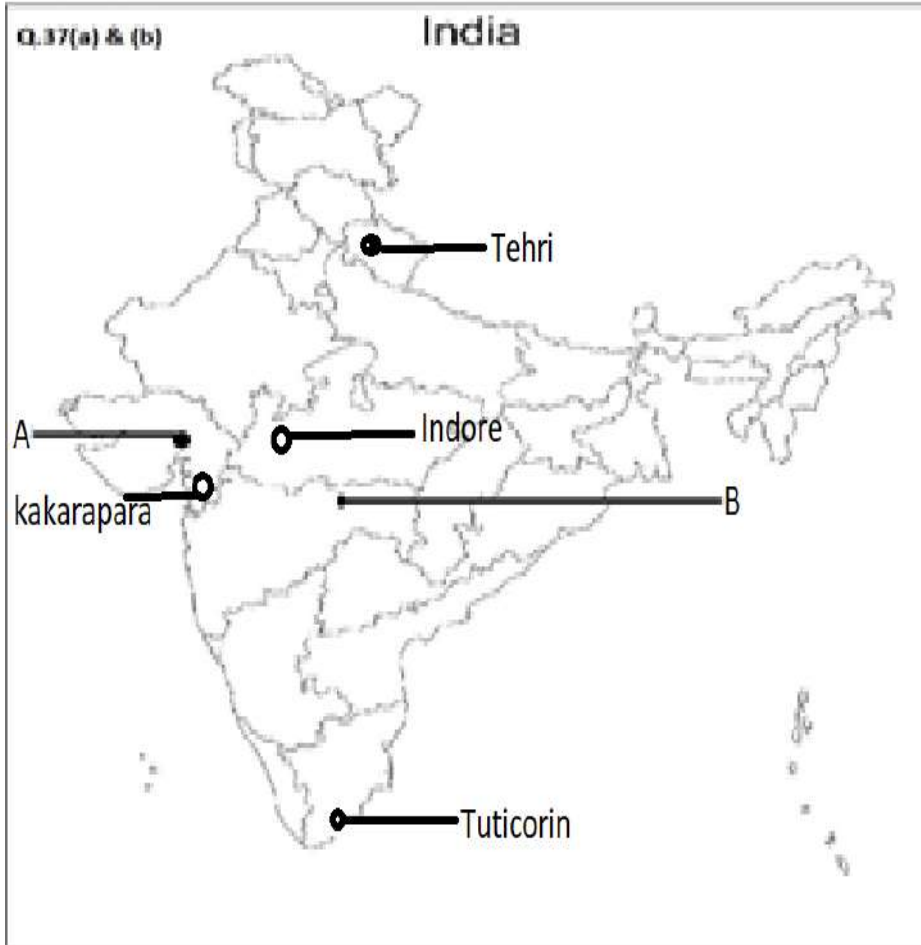 Q.37(a) & (b)
India
Tehri
A
Indore
kakarapara
B
Tuticorin